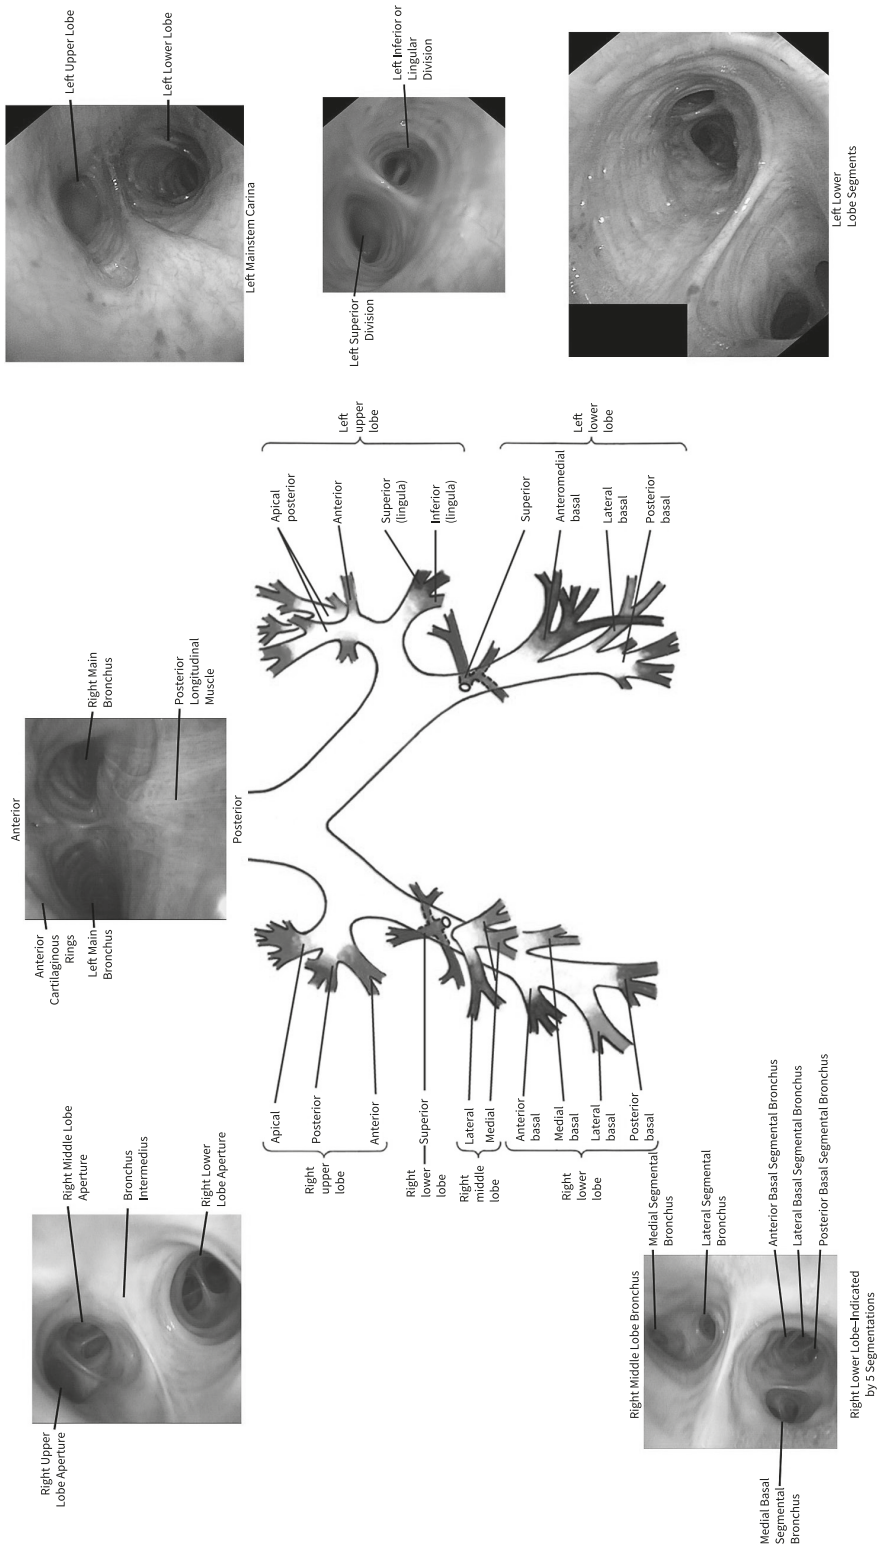 Right Upper
Lobe Aperture
Right Middle Lobe
Aperture
Bronchus
Intermedius
Right Lower
Lobe Aperture
Anterior
Anterior
Cartilaginous
Rings
Left Main
Bronchus
Right Main
Bronchus
Posterior
Longitudinal
Muscle
Posterior
Left Upper Lobe
Left Lower Lobe
Left Mainstem Carina
Left Superior
Division
Left Inferior or
Lingular
Division
Left Lower
Lobe Segments
Right
upper
lobe
Apical
Posterior
Anterior
Right
lower
lobe
Superior
Right
middle
lobe
Lateral
Medial
Right
lower
lobe
Anterior
basal
Medial
basal
Lateral
basal
Posterior
basal
Apical
posterior
Anterior
Superior
(lingula)
Inferior
(lingula)
Left
upper
lobe
Superior
Anteromedial
basal
Lateral
basal
Posterior
basal
Left
lower
lobe
Right Middle Lobe Bronchus
Medial Segmental
Bronchus
Lateral Segmental
Bronchus
Anterior Basal Segmental Bronchus
Lateral Basal Segmental Bronchus
Posterior Basal Segmental Bronchus
Medial Basal
Segmental
Bronchus
Right Lower Lobe–Indicated
by 5 Segmentations